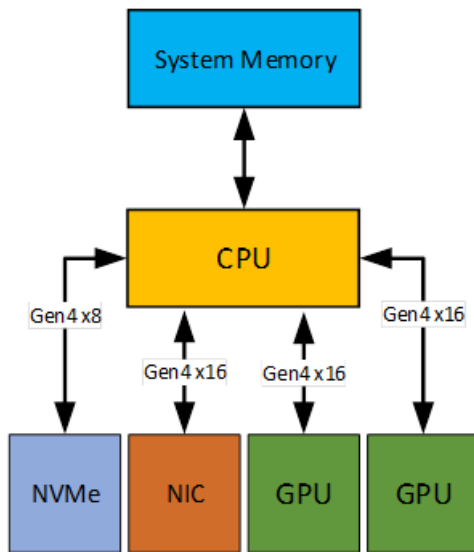 System Memory
CPU
Gen4 x8
Gen4 x16
Gen4 x16
Gen4 x16
NVMe
NIC
GPU
GPU